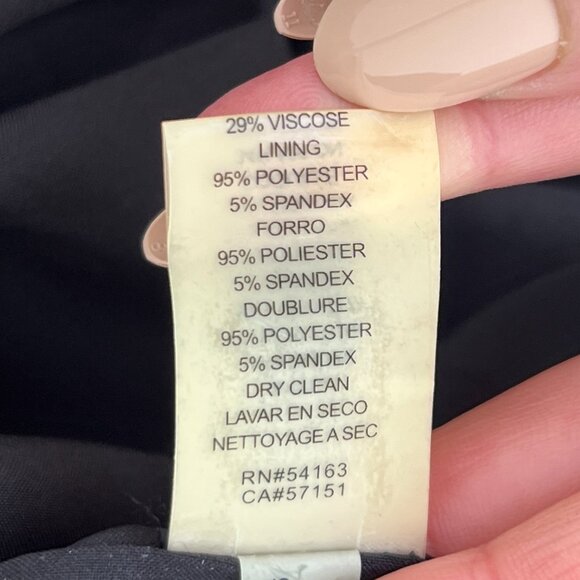 29% VISCOSE
LINING
95% POLYESTER
5% SPANDEX
FORRO
95% POLIESTER
5% SPANDEX
DOUBLURE
95% POLYESTER
5% SPANDEX
DRY CLEAN
LAVAR EN SECO
NETTOYAGE A SEC
RN#54163
CA#57151